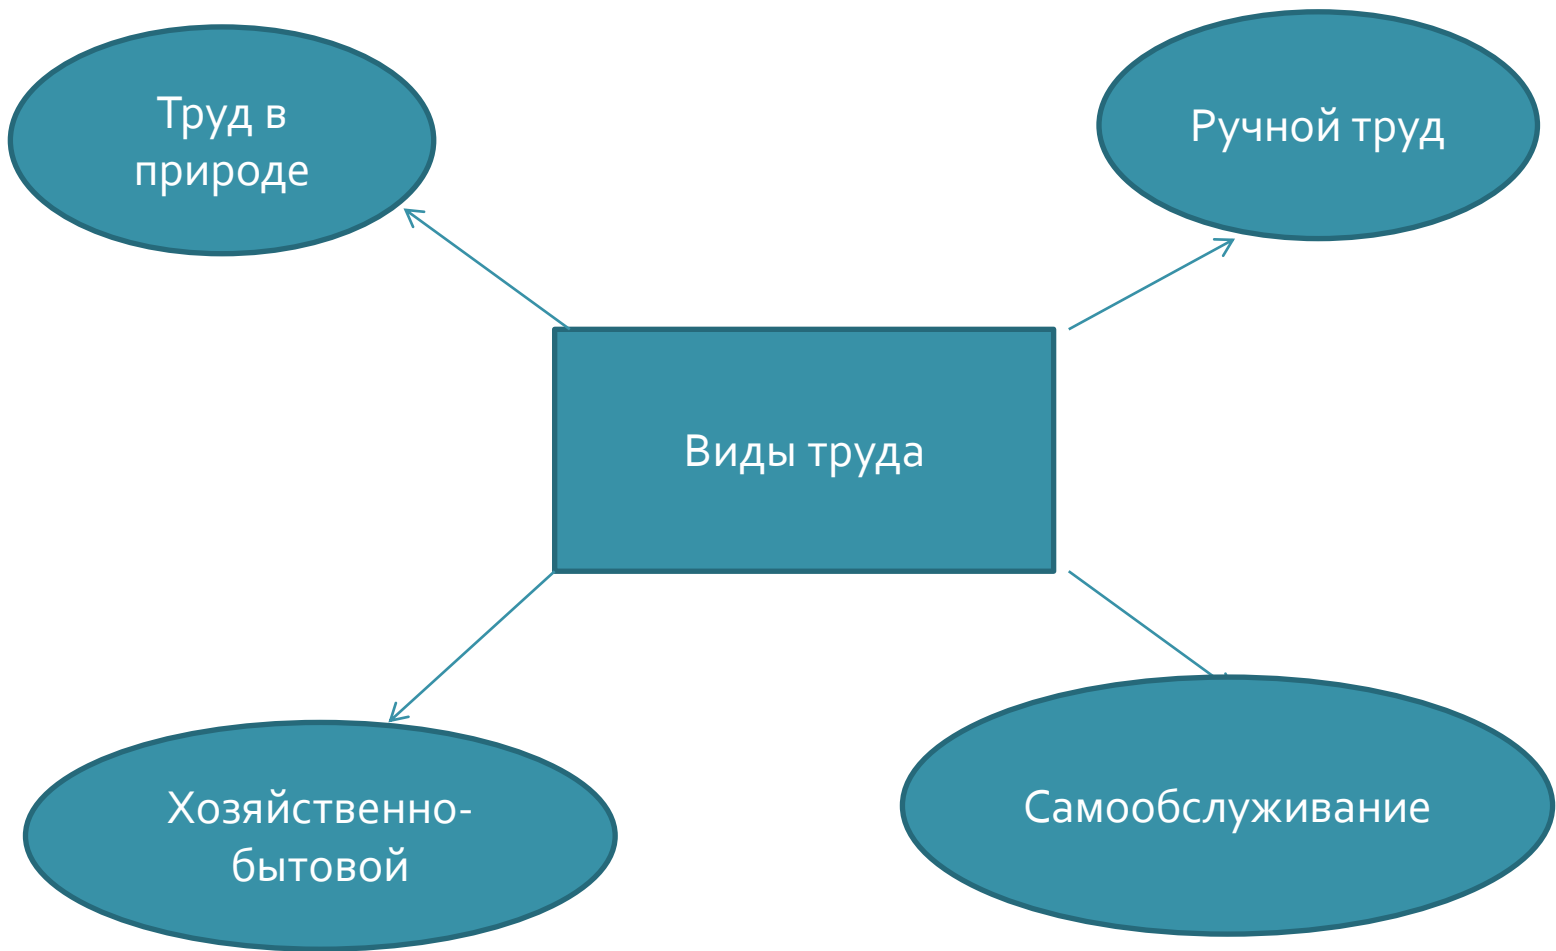 Труд в
природе
Ручной труд
Виды труда
Хозяйственно-
бытовой
Самообслуживание